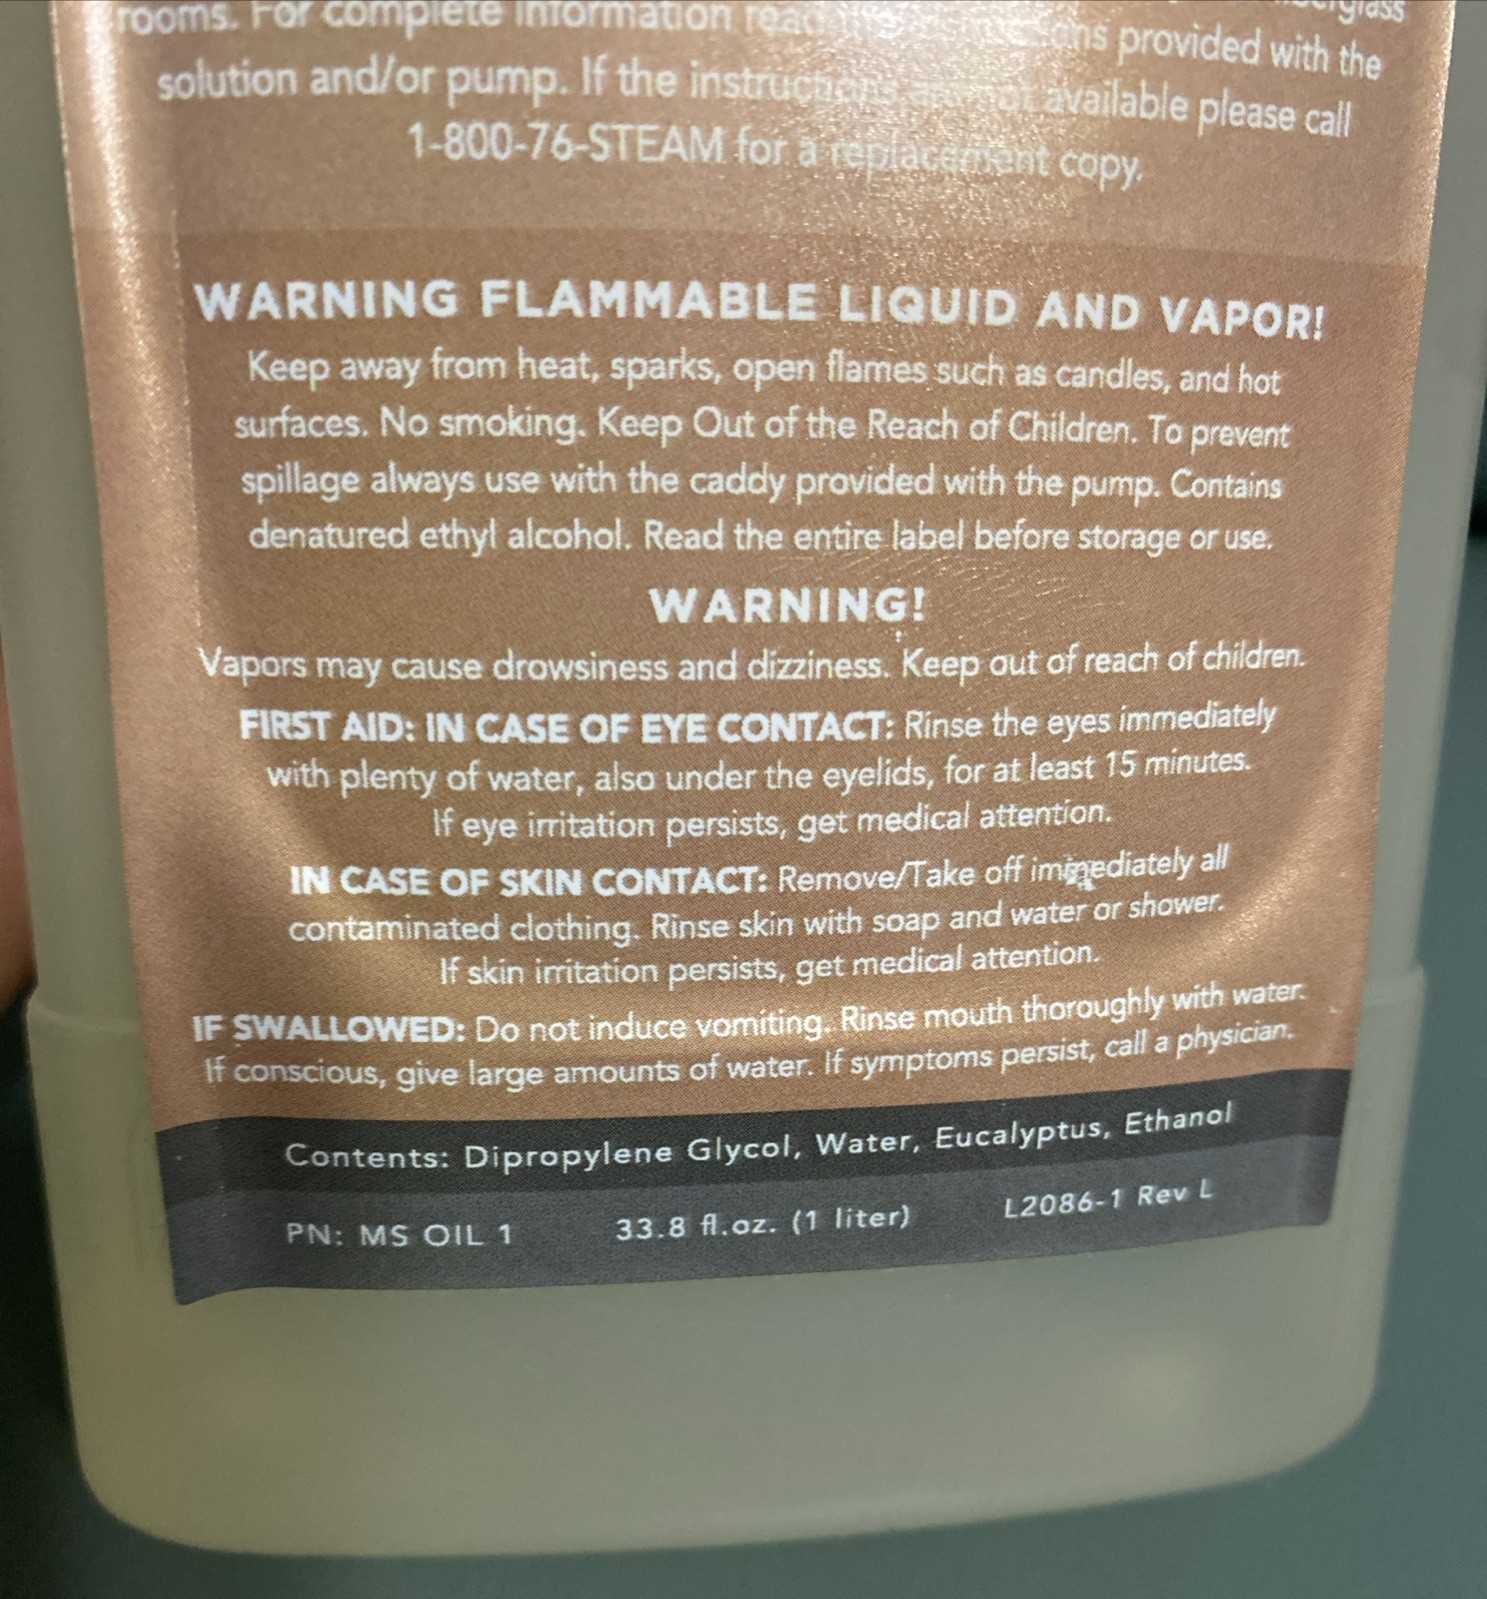 rooms. For complete information read provided with the
solution and/or pump. If the instructions are not available please call
1-800-76-STEAM for a replacement copy.
WARNING FLAMMABLE LIQUID AND VAPOR!
Keep away from heat, sparks, open flames such as candles, and hot
surfaces. No smoking. Keep Out of the Reach of Children. To prevent
spillage always use with the caddy provided with the pump. Contains
denatured ethyl alcohol. Read the entire label before storage or use.
WARNING!
Vapors may cause drowsiness and dizziness. Keep out of reach of children.
FIRST AID: IN CASE OF EYE CONTACT: Rinse the eyes immediately
with plenty of water, also under the eyelids, for at least 15 minutes.
If eye irritation persists, get medical attention.
IN CASE OF SKIN CONTACT: Remove/Take off immediately all
contaminated clothing. Rinse skin with soap and water or shower.
If skin irritation persists, get medical attention.
IF SWALLOWED: Do not induce vomiting. Rinse mouth thoroughly with water.
If conscious, give large amounts of water. If symptoms persist, call a physician.
Contents: Dipropylene Glycol, Water, Eucalyptus, Ethanol
PN: MS OIL 1 33.8 fl.oz. (1 liter) L2086-1 Rev L